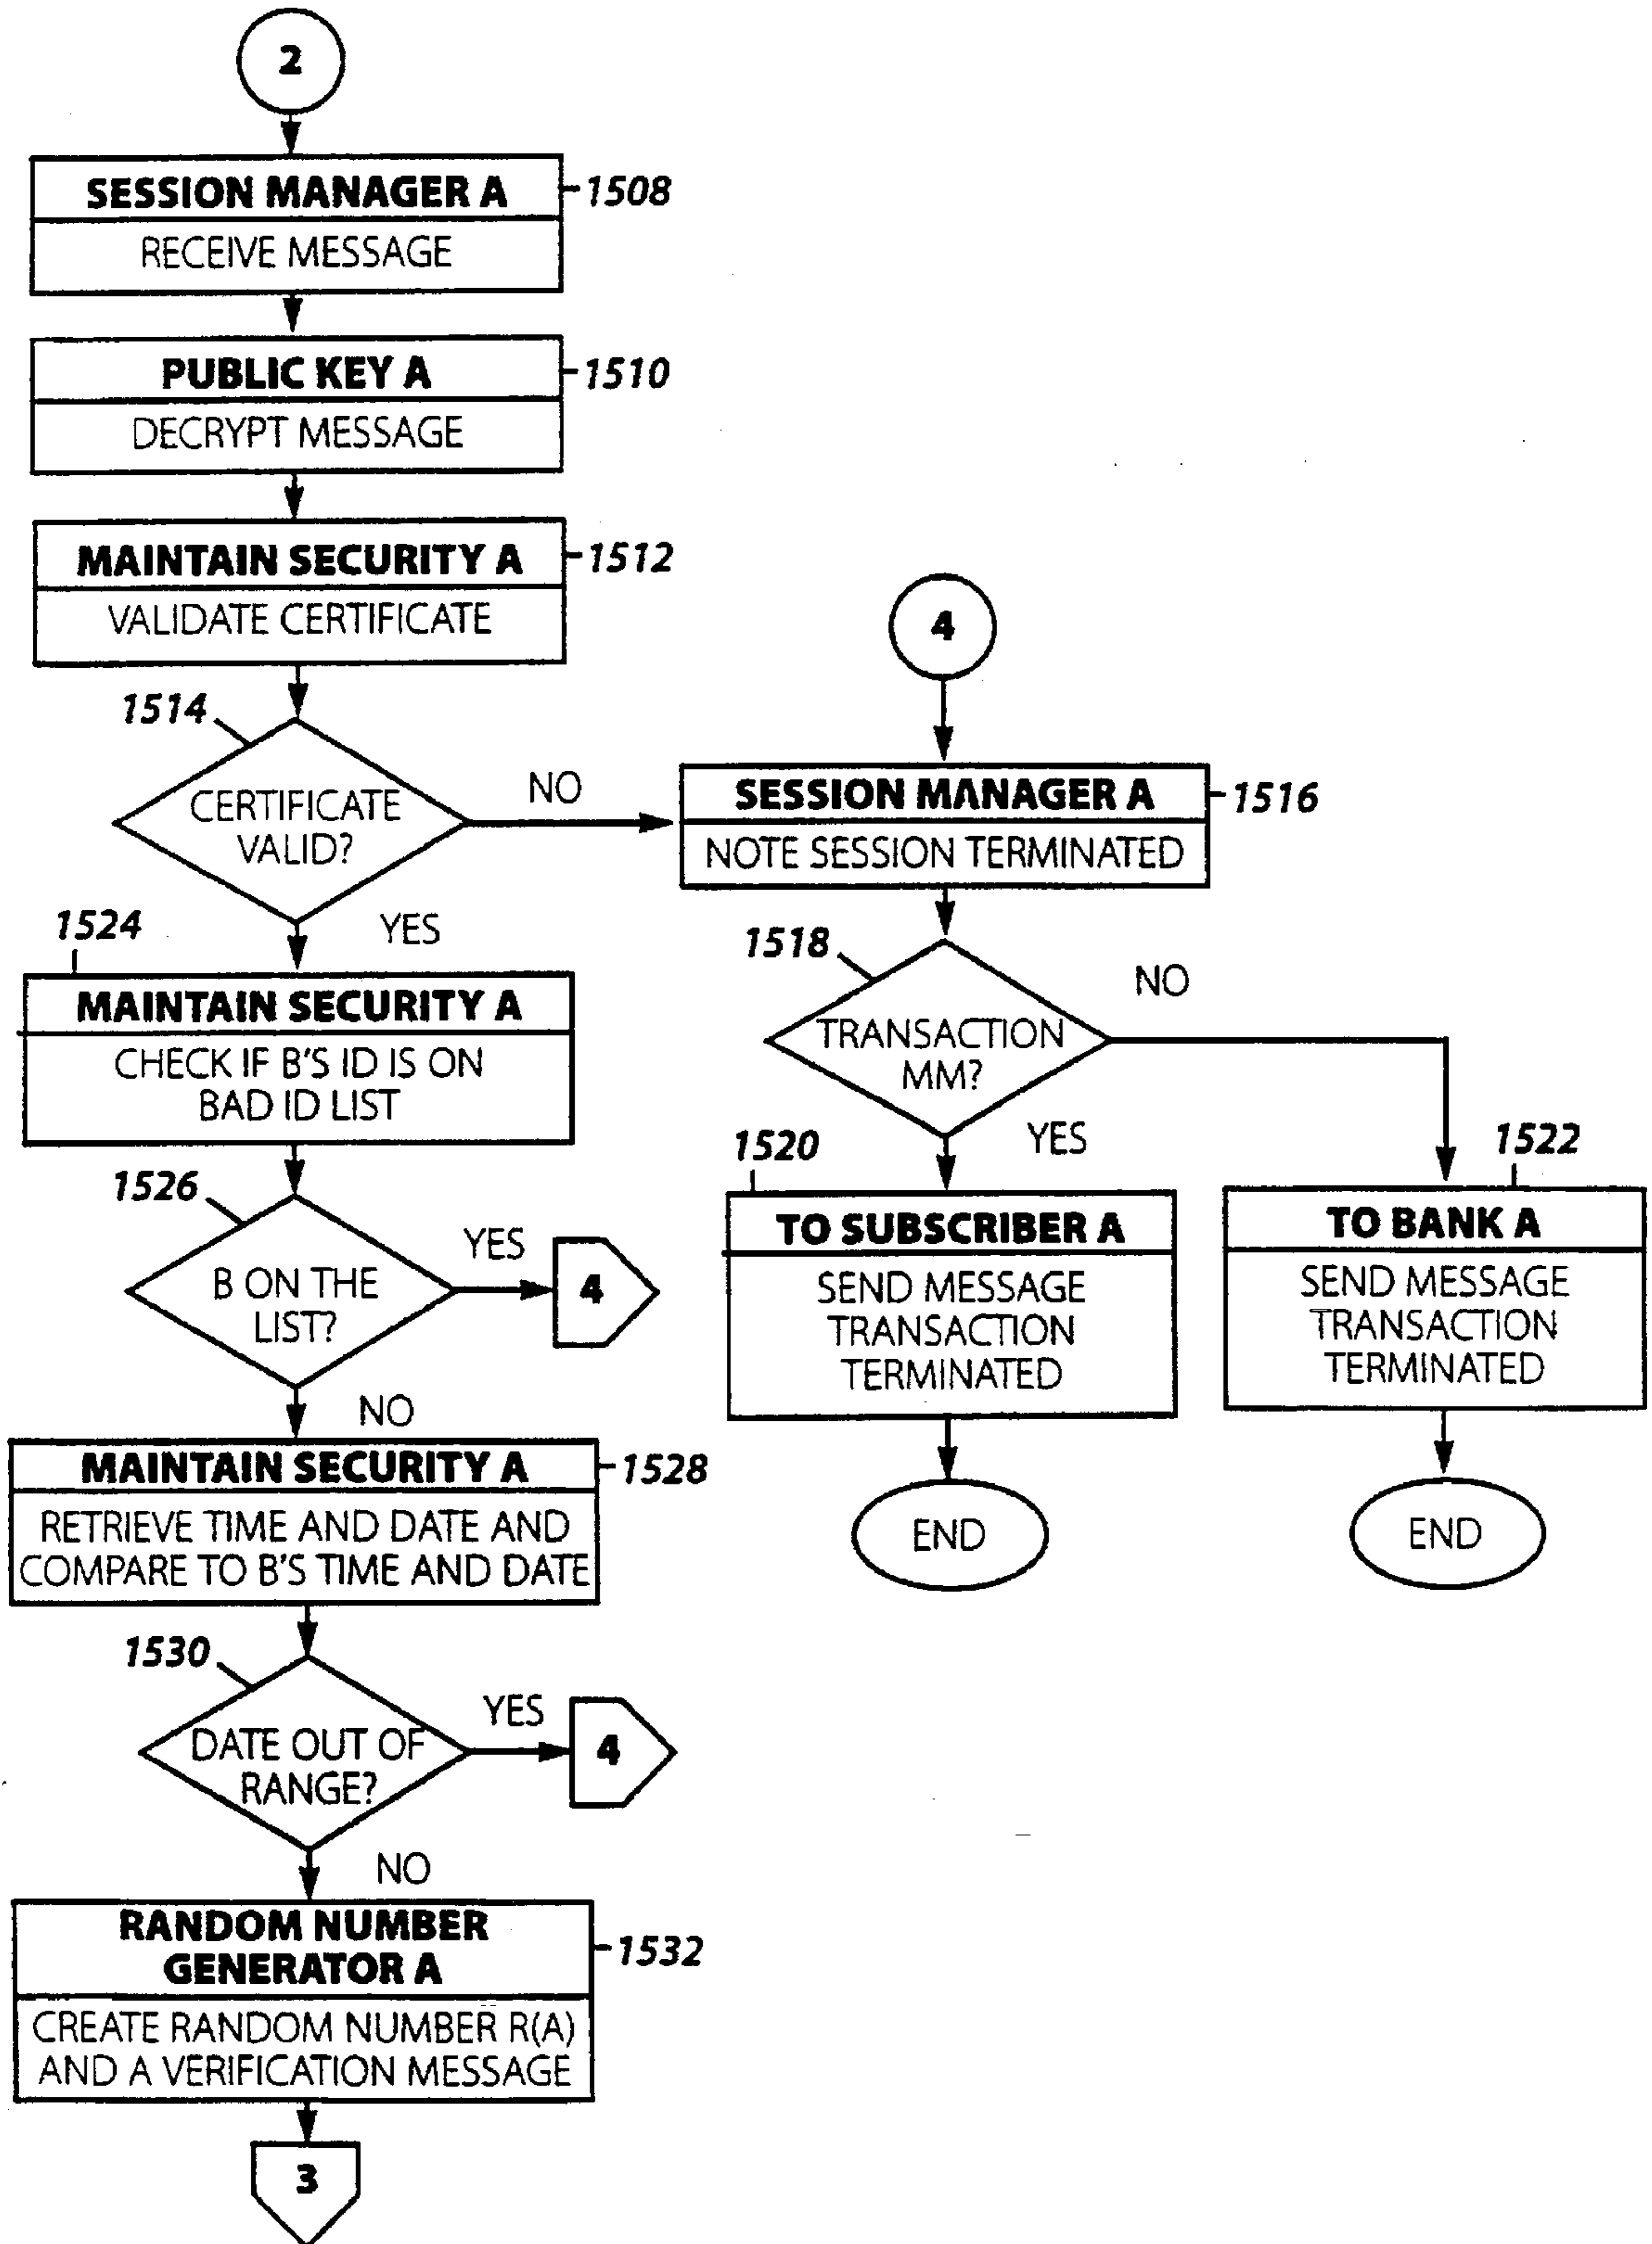 2
SESSION MANAGER A
1508
RECEIVE MESSAGE
PUBLIC KEY A
1510
DECRYPT MESSAGE
MAINTAIN SECURITY A
1512
VALIDATE CERTIFICATE
1514
CERTIFICATE
VALID?
NO
YES
4
SESSION MANAGER A
1516
NOTE SESSION TERMINATED
1518
TRANSACTION
MM?
NO
YES
1520
TO SUBSCRIBER A
SEND MESSAGE
TRANSACTION
TERMINATED
END
1522
TO BANK A
SEND MESSAGE
TRANSACTION
TERMINATED
END
1524
MAINTAIN SECURITY A
CHECK IF B'S ID IS ON
BAD ID LIST
1526
B ON THE
LIST?
YES
4
NO
MAINTAIN SECURITY A
1528
RETRIEVE TIME AND DATE AND
COMPARE TO B'S TIME AND DATE
1530
DATE OUT OF
RANGE?
YES
4
NO
RANDOM NUMBER
GENERATOR A
1532
CREATE RANDOM NUMBER R(A)
AND A VERIFICATION MESSAGE
3